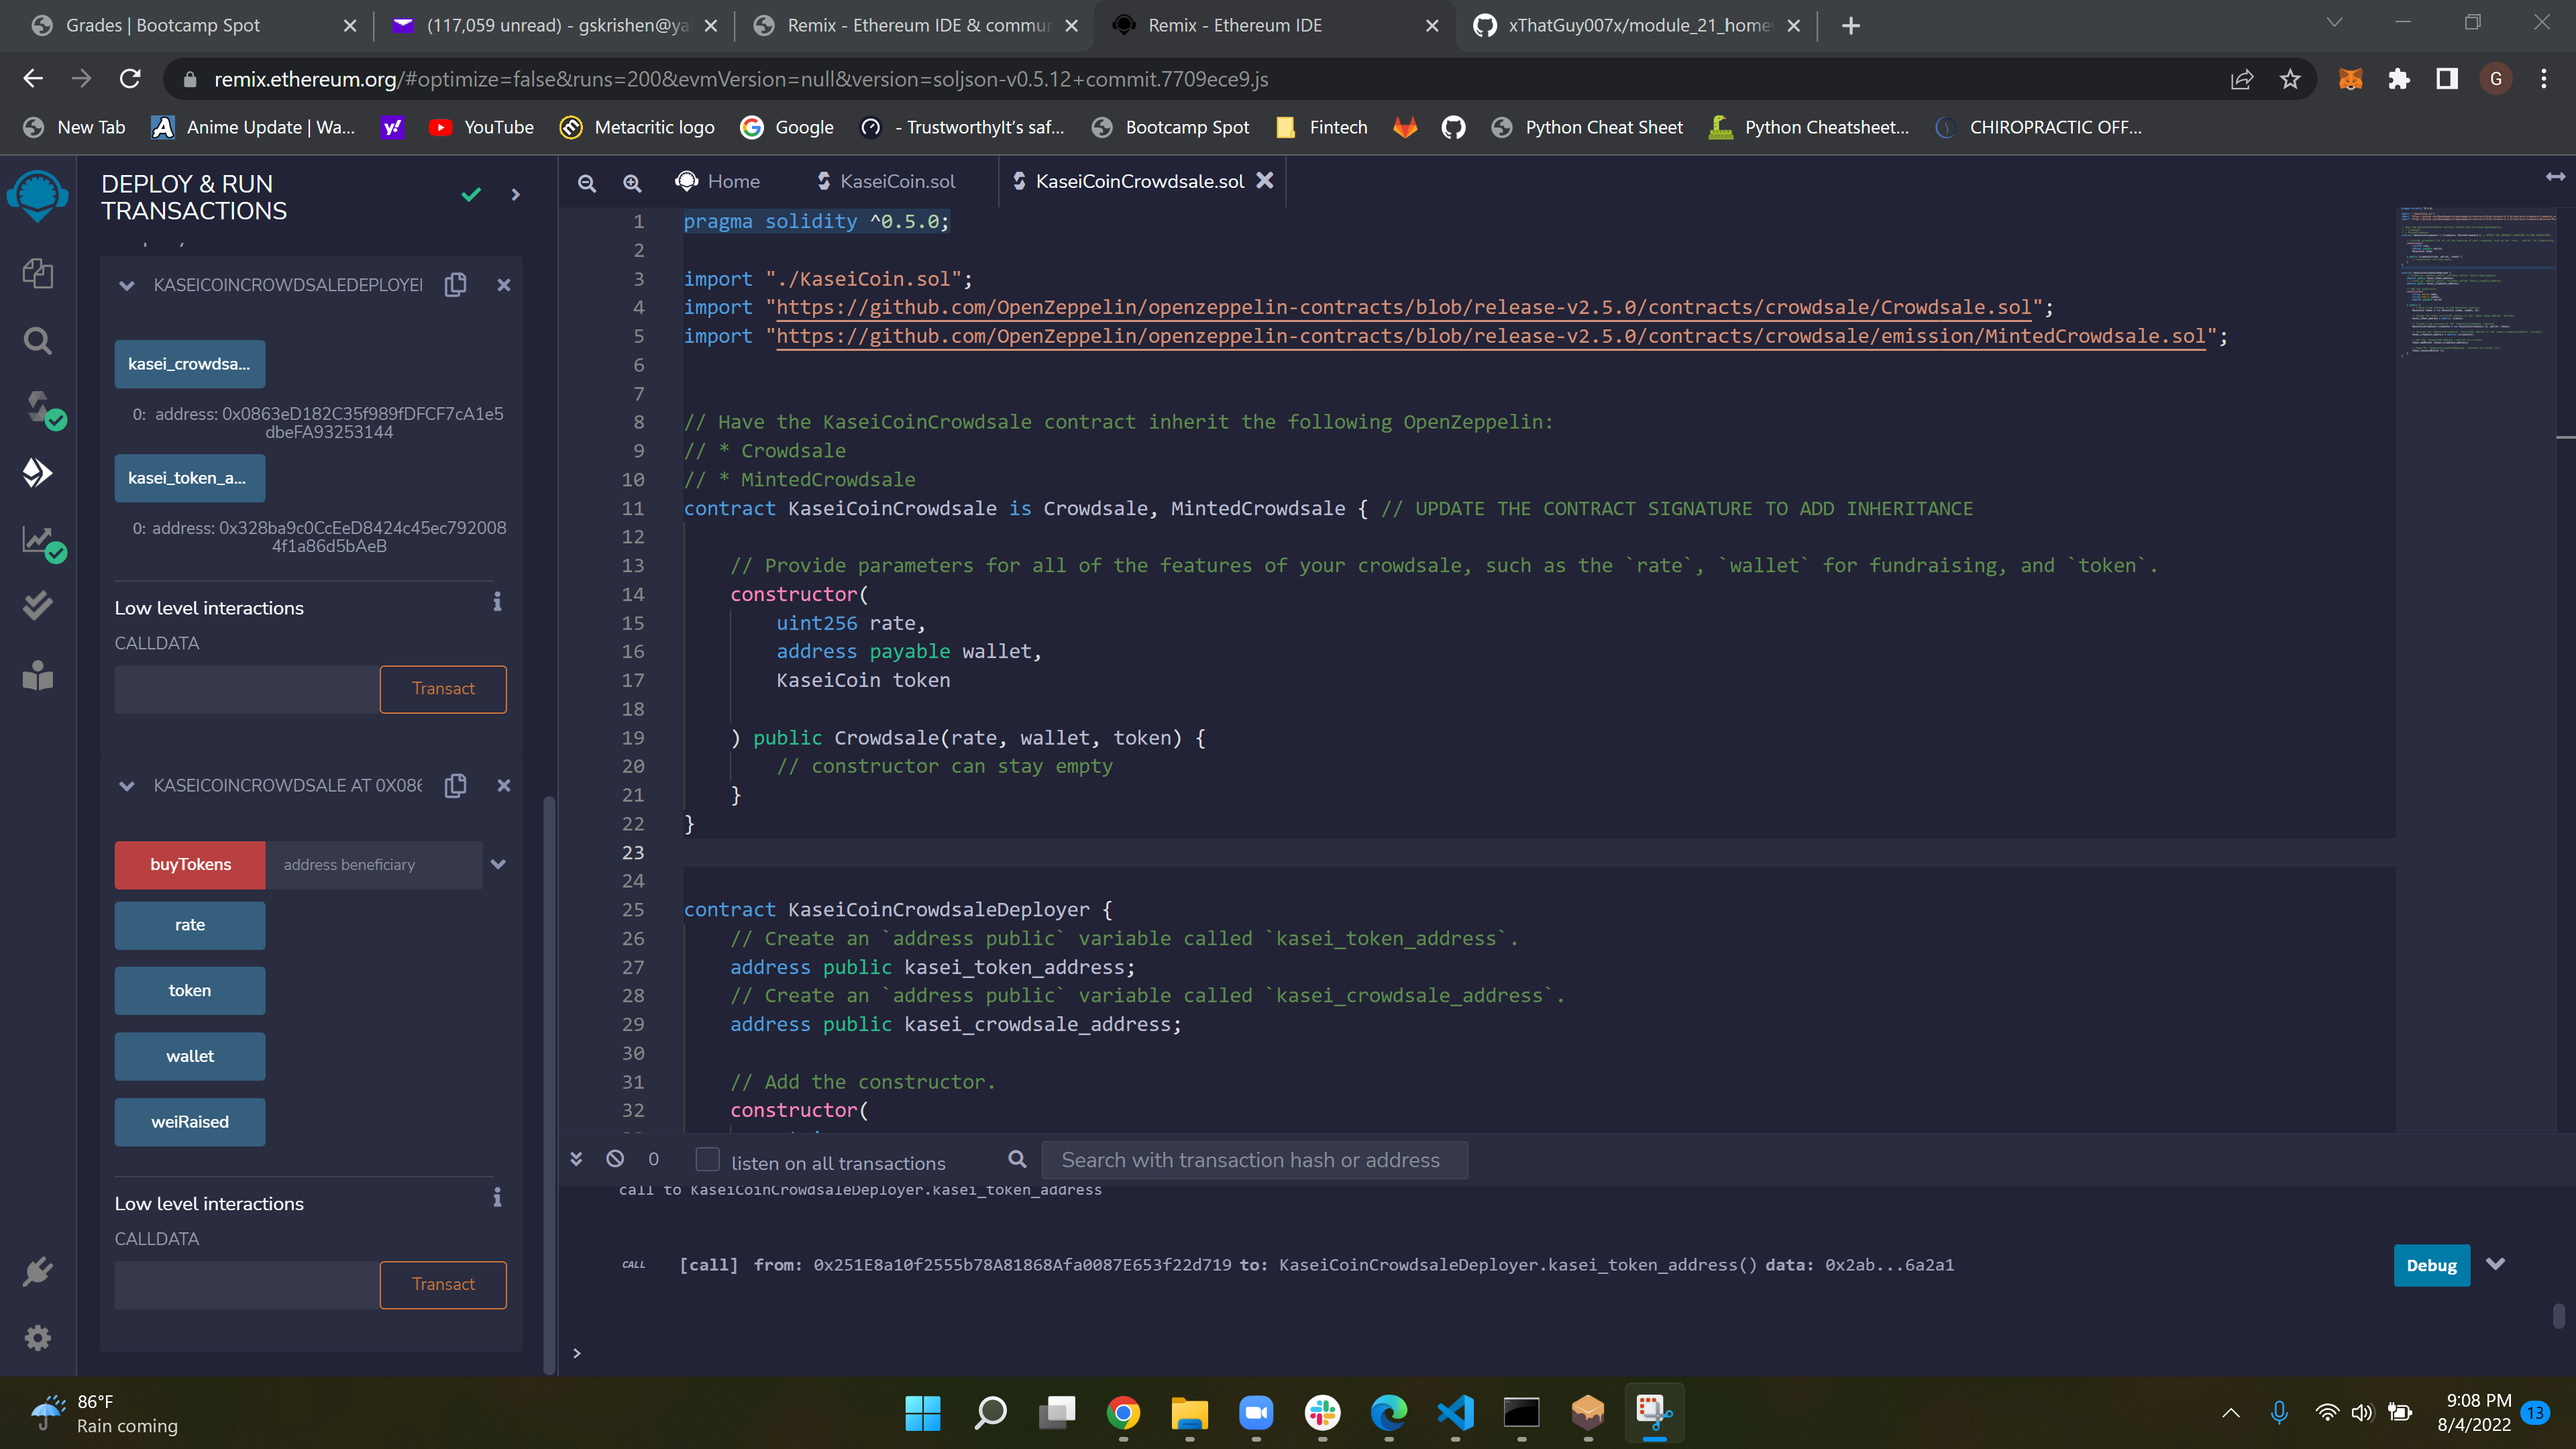 Grades | Bootcamp Spot
(117,059 unread) - gskrishen@ya
Remix - Ethereum IDE & commun
Remix - Ethereum IDE
xThatGuy007x/module_21_home
remix.ethereum.org/#optimize=false&runs=200&evmVersion=null&version=soljson-v0.5.12+commit.7709ece9.js
G
New Tab
Anime Update | Wa...
YouTube
Metacritic logo
Google
- TrustworthyIt's saf...
Bootcamp Spot
Fintech
Python Cheat Sheet
Python Cheatsheet...
CHIROPRACTIC OFF...
DEPLOY & RUN
TRANSACTIONS
KASEICOINCROWDSALEDEPLOYEI
kasei_crowdsa...
0: address: 0x0863eD182C35f989fDFCF7cA1e5
dbeFA93253144
kasei_token_a...
0: address: 0x328ba9c0CcEeD8424c45ec792008
4f1a86d5bAeB
Low level interactions
CALLDATA
Transact
KASEICOINCROWDSALE AT 0X086
buyTokens address beneficiary
rate
token
wallet
weiRaised
Low level interactions
CALLDATA
Transact
Home
KaseiCoin.sol
KaseiCoinCrowdsale.sol
1 pragma solidity ^0.5.0;
2
3 import "./KaseiCoin.sol";
4 import "https://github.com/OpenZeppelin/openzeppelin-contracts/blob/release-v2.5.0/contracts/crowdsale/Crowdsale.sol";
5 import "https://github.com/OpenZeppelin/openzeppelin-contracts/blob/release-v2.5.0/contracts/crowdsale/emission/MintedCrowdsale.sol";
6
7
8 // Have the KaseiCoinCrowdsale contract inherit the following OpenZeppelin:
9 // * Crowdsale
10 // * MintedCrowdsale
11 contract KaseiCoinCrowdsale is Crowdsale, MintedCrowdsale { // UPDATE THE CONTRACT SIGNATURE TO ADD INHERITANCE
12
13 // Provide parameters for all of the features of your crowdsale, such as the `rate`, `wallet` for fundraising, and `token`.
14 constructor(
15 uint256 rate,
16 address payable wallet,
17 KaseiCoin token
18
19 ) public Crowdsale(rate, wallet, token) {
20 // constructor can stay empty
21 }
22 }
23
24
25 contract KaseiCoinCrowdsaleDeployer {
26 // Create an `address public` variable called `kasei_token_address`.
27 address public kasei_token_address;
28 // Create an `address public` variable called `kasei_crowdsale_address`.
29 address public kasei_crowdsale_address;
30
31 // Add the constructor.
32 constructor(
0
listen on all transactions
Search with transaction hash or address
call to KaseiCoinCrowdsaleDeployer.kasei_token_address
CALL [call] from: 0x251E8a10f2555b78A81868Afa0087E653f22d719 to: KaseiCoinCrowdsaleDeployer.kasei_token_address() data: 0x2ab...6a2a1
Debug
>
86°F
Rain coming
9:08 PM
8/4/2022
13